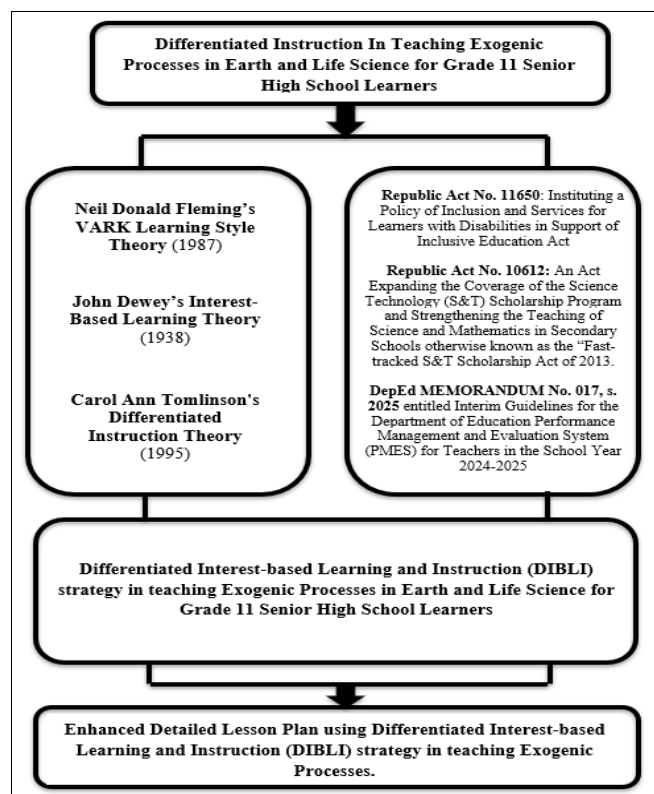 Differentiated Instruction In Teaching Exogenic
Processes in Earth and Life Science for Grade 11 Senior
High School Learners
Neil Donald Fleming’s
VARK Learning Style
Theory (1987)
John Dewey’s Interest-
Based Learning Theory
(1938)
Carol Ann Tomlinson's
Differentiated
Instruction Theory
(1995)
Republic Act No. 11650: Instituting a
Policy of Inclusion and Services for
Learners with Disabilities in Support of
Inclusive Education Act
Republic Act No. 10612: An Act
Expanding the Coverage of the Science
Technology (S&T) Scholarship Program
and Strengthening the Teaching of
Science and Mathematics in Secondary
Schools otherwise known as the “Fast-
tracked S&T Scholarship Act of 2013.
DepEd MEMORANDUM No. 017, s.
2025 entitled Interim Guidelines for the
Department of Education Performance
Management and Evaluation System
(PMES) for Teachers in the School Year
2024-2025
Differentiated Interest-based Learning and Instruction (DIBLI)
strategy in teaching Exogenic Processes in Earth and Life Science for
Grade 11 Senior High School Learners
Enhanced Detailed Lesson Plan using Differentiated Interest-based
Learning and Instruction (DIBLI) strategy in teaching Exogenic
Processes.